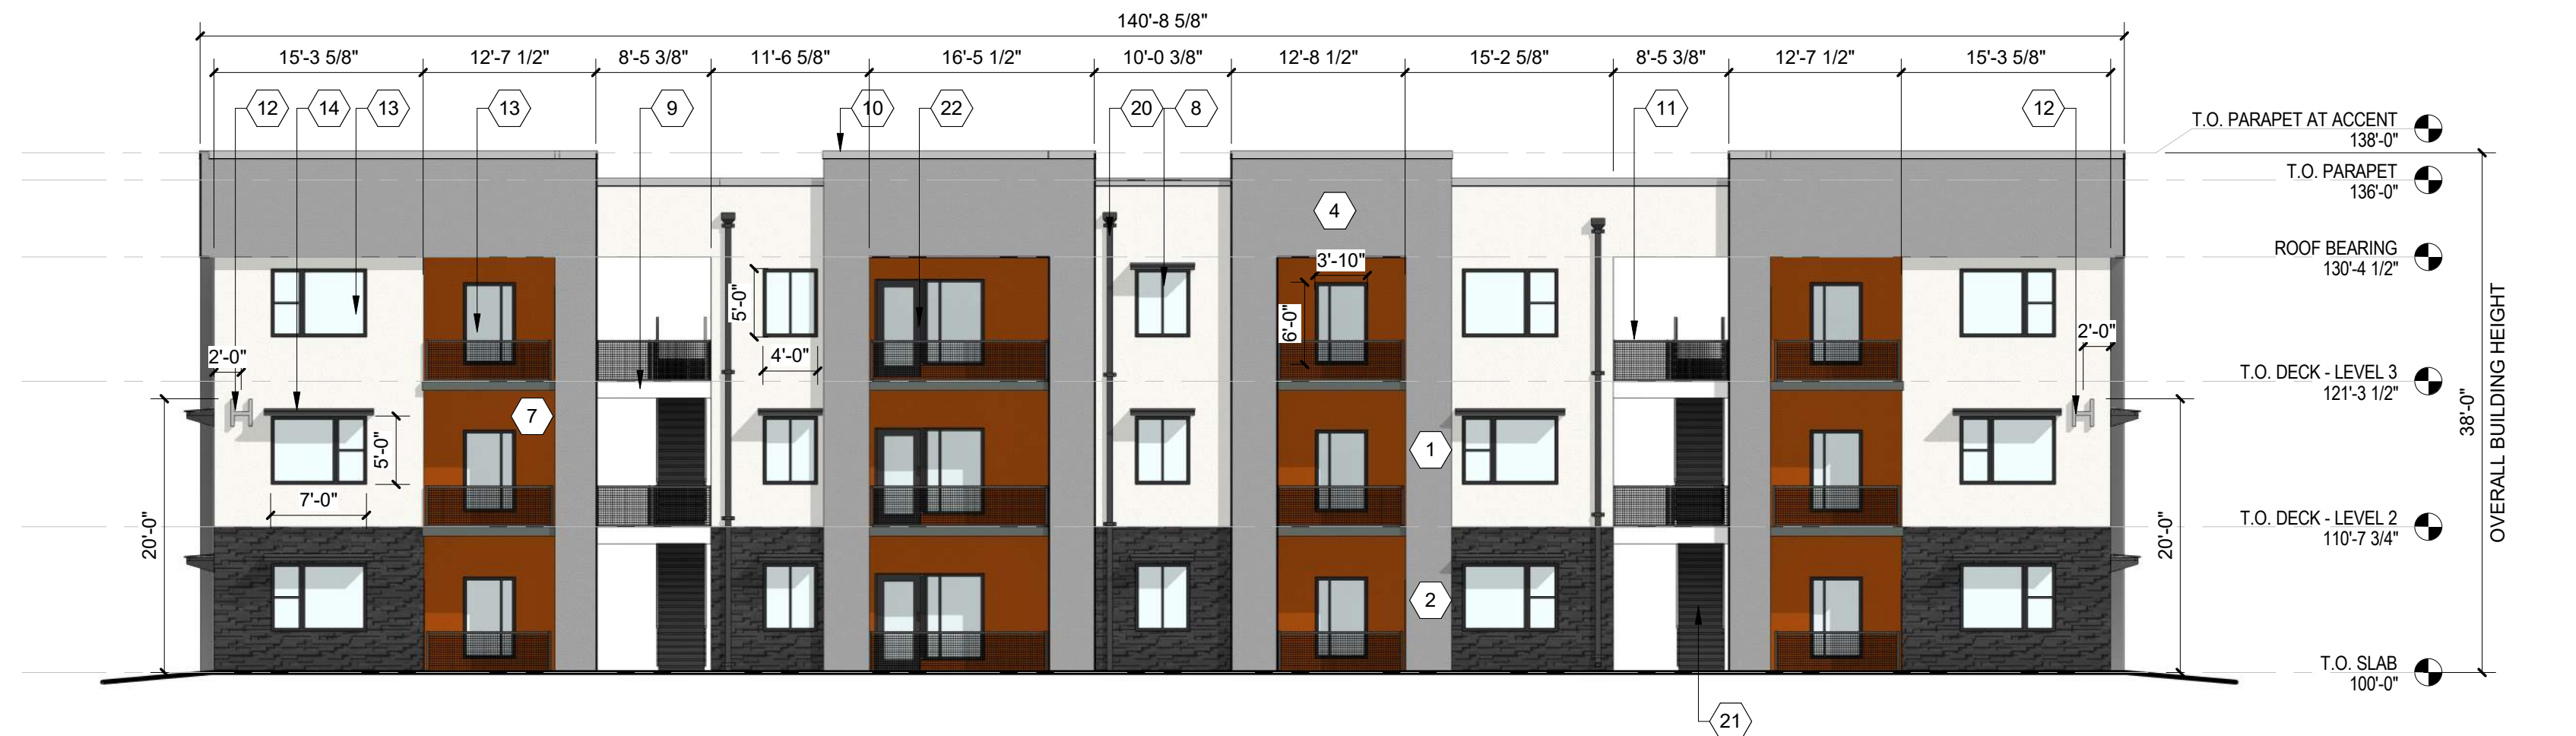 140'-8 5/8"
15'-3 5/8" 12'-7 1/2" 8'-5 3/8" 11'-6 5/8" 16'-5 1/2" 10'-0 3/8" 12'-8 1/2" 15'-2 5/8" 8'-5 3/8" 12'-7 1/2" 15'-3 5/8"
12 14 13 13 9 10 22 20 8 11 12
T.O. PARAPET AT ACCENT
138'-0"
T.O. PARAPET
136'-0"
4
ROOF BEARING
130'-4 1/2"
3'-10"
5'-0"
6'-0"
4'-0"
2'-0"
2'-0"
T.O. DECK - LEVEL 3
121'-3 1/2"
H
7
H
38'-0"
OVERALL BUILDING HEIGHT
5'-0"
1
7'-0"
20'-0"
20'-0"
T.O. DECK - LEVEL 2
110'-7 3/4"
2
T.O. SLAB
100'-0"
21